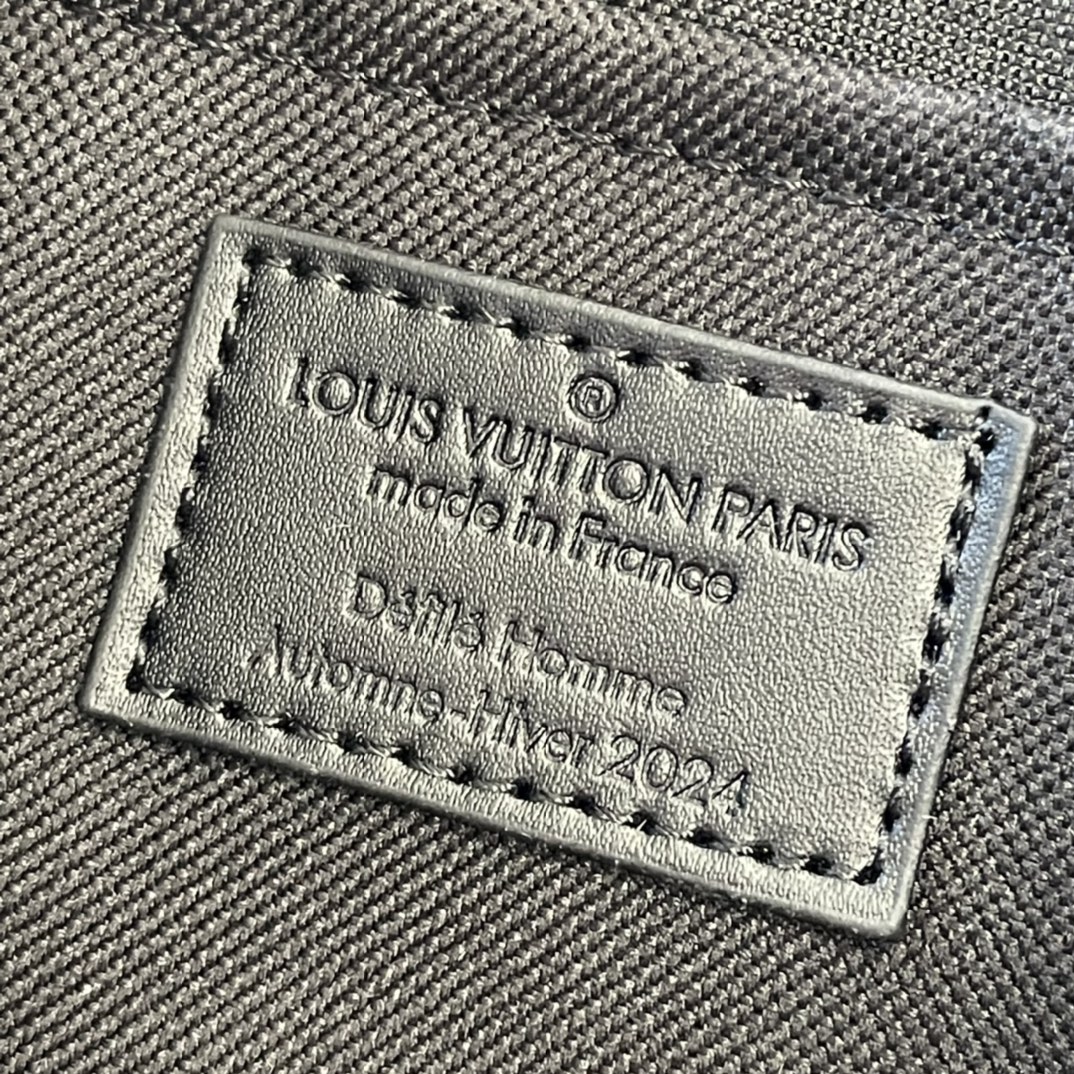 ®
LOUIS VUITTON PARIS
made in France
Défilé Homme
Automne-Hiver 2024